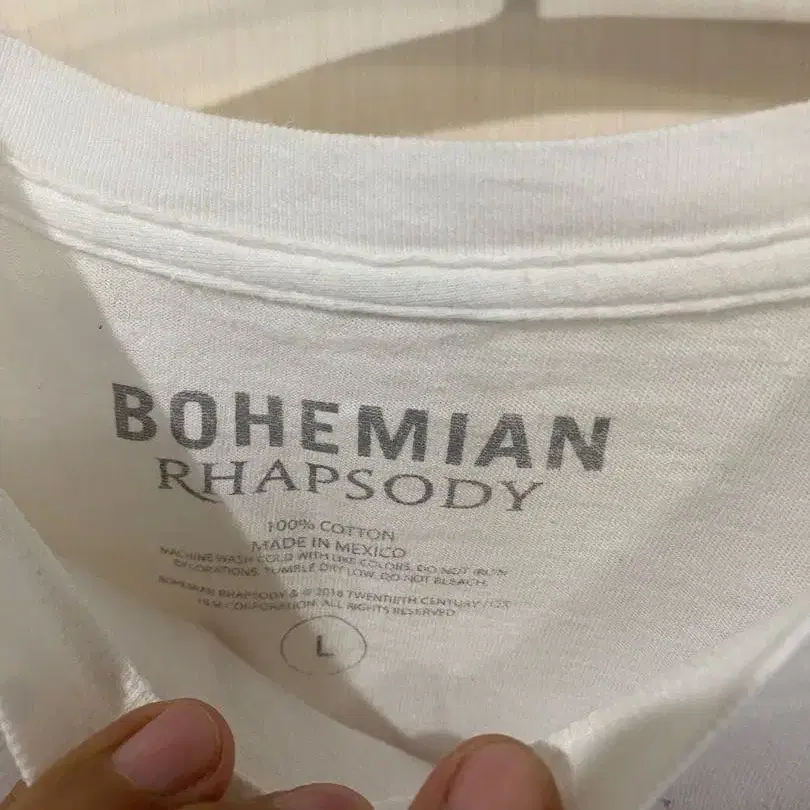 BOHEMIAN
RHAPSODY
100% COTTON
MADE IN MEXICO
MACHINE WASH COLD WITH LIKE COLORS. DO NOT IRON
DECORATIONS. TUMBLE DRY LOW. DO NOT BLEACH.
BOHEMIAN RHAPSODY & © 2018 TWENTIETH CENTURY FOX
FILM CORPORATION. ALL RIGHTS RESERVED.
L